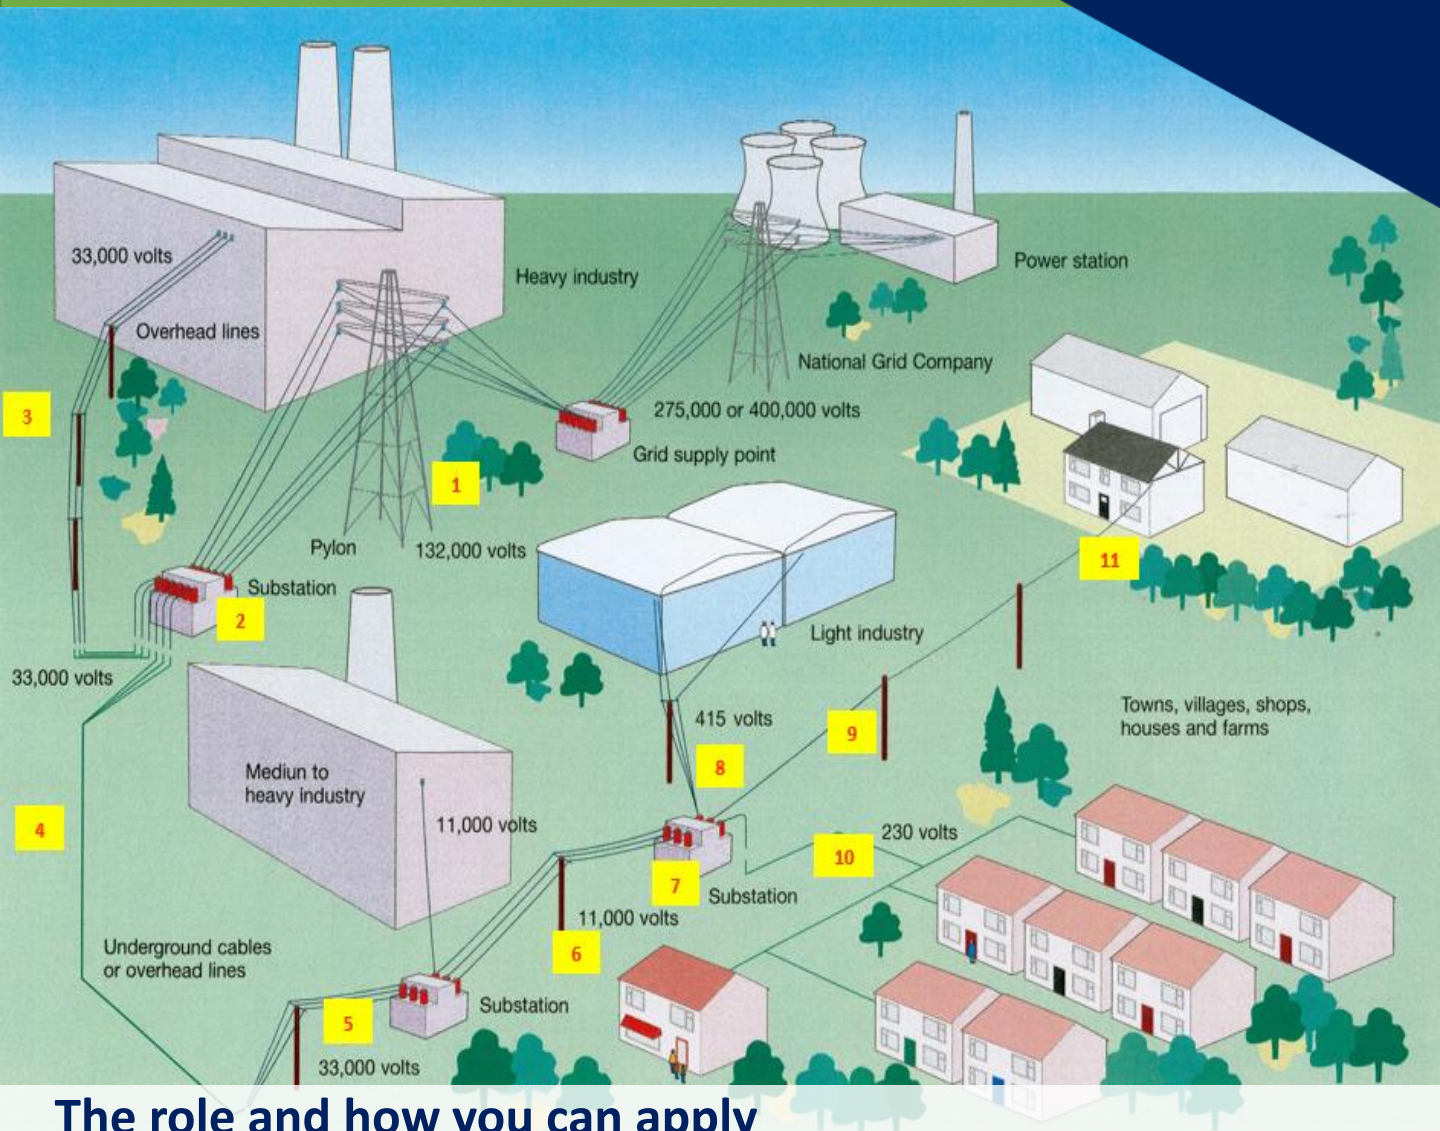 33,000 volts
Heavy industry
Power station
Overhead lines
National Grid Company
3
275,000 or 400,000 volts
Grid supply point
1
Pylon
132,000 volts
11
Substation
2
Light industry
33,000 volts
415 volts
Towns, villages, shops,
houses and farms
9
8
Mediun to
heavy industry
4
11,000 volts
230 volts
10
7
Substation
11,000 volts
Underground cables
or overhead lines
6
Substation
5
33,000 volts
The role and how you can apply